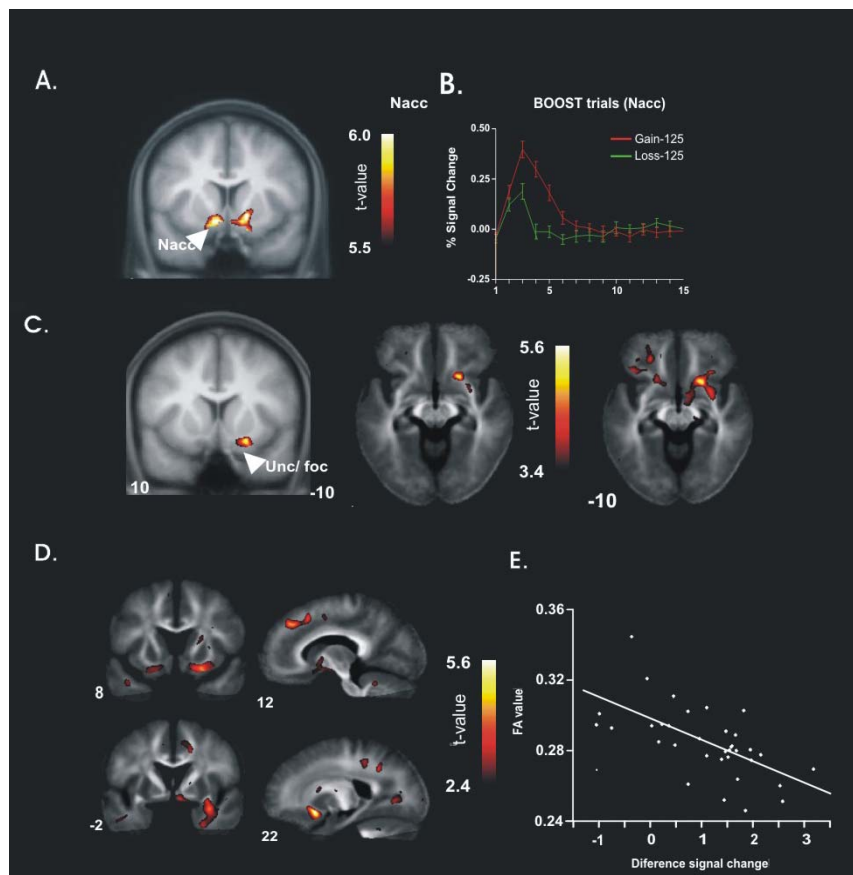 A.
Nacc
6.0
t-value
5.5
Nacc
B.
BOOST trials (Nacc)
0.50
0.25
0.00
-0.25
% Signal Change
Gain-125
Loss-125
1
5
10
15
C.
Unc/ foc
10
-10
5.6
t-value
3.4
-10
D.
8
12
-2
22
5.6
t-value
2.4
E.
0.36
0.32
0.28
0.24
FA value
-1
0
1
2
3
Diference signal change